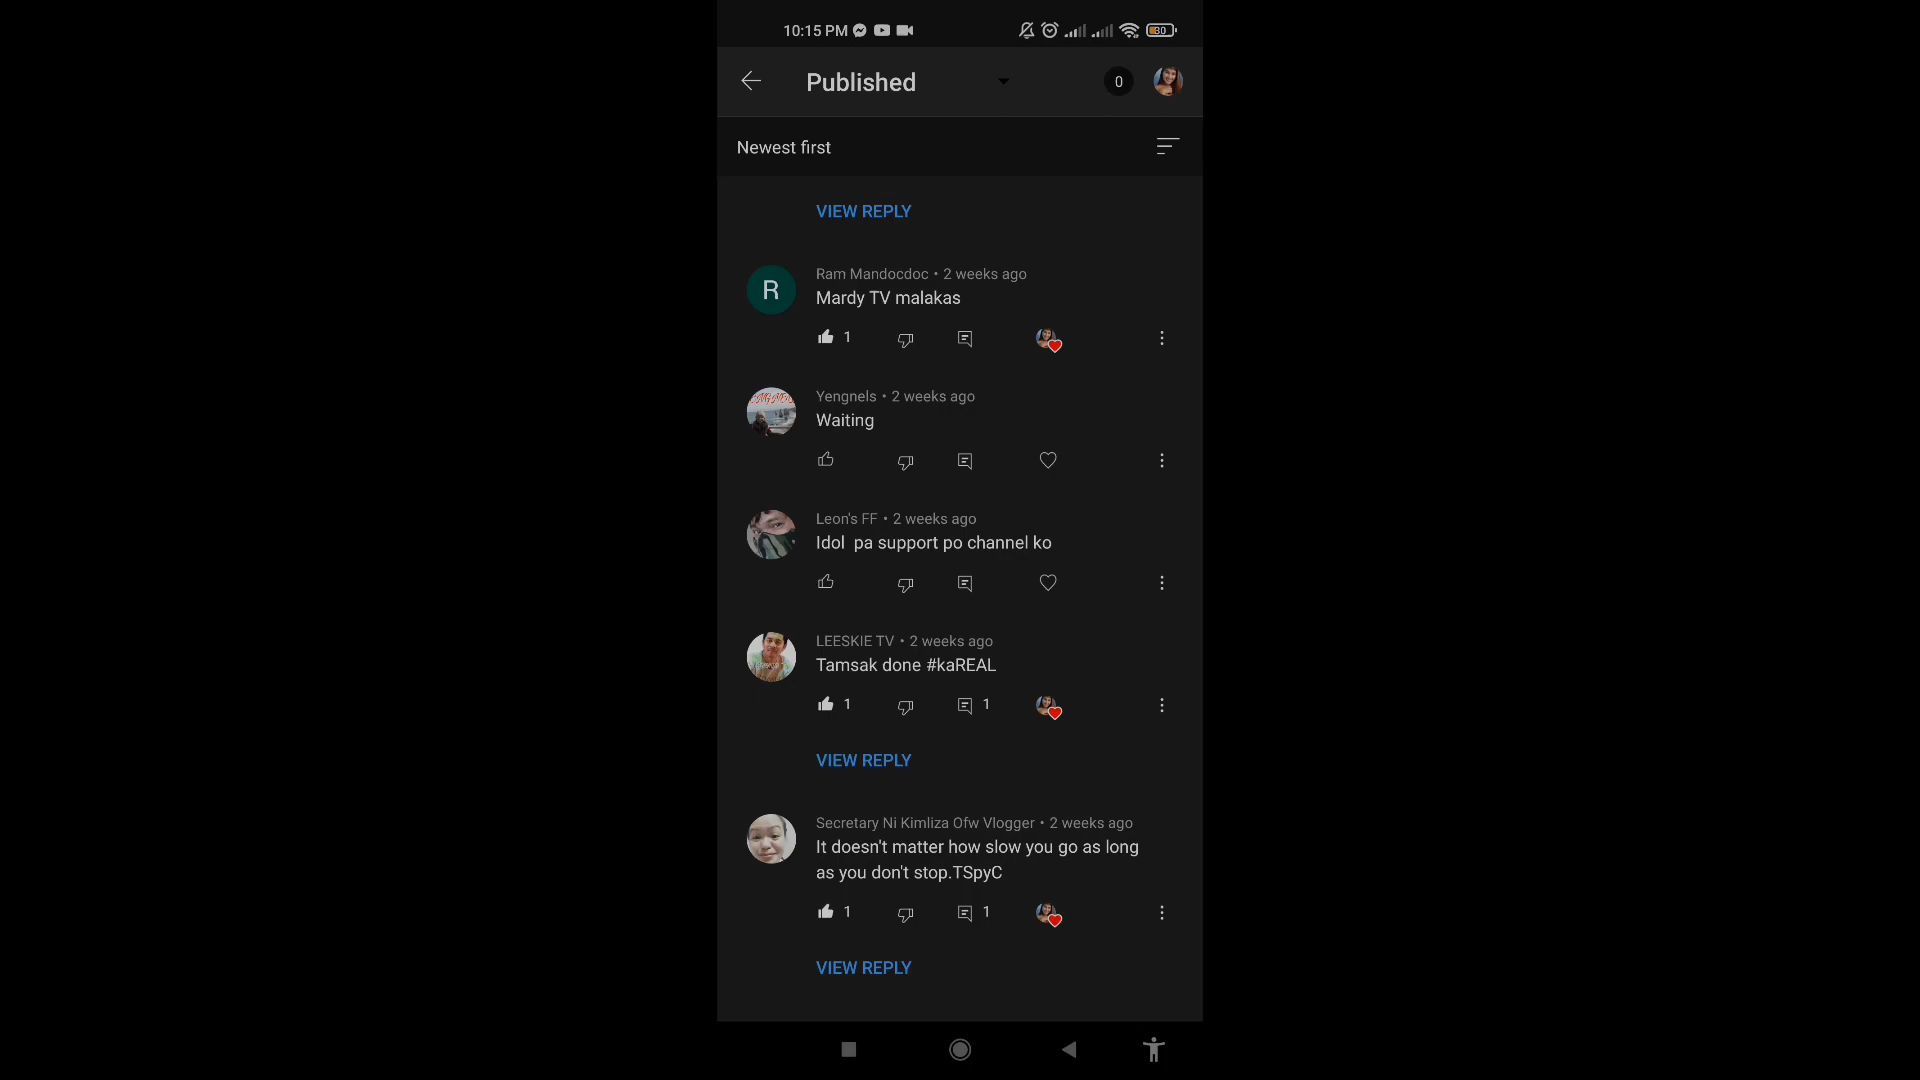 10:15 PM
30
Published
0
Newest first
VIEW REPLY
R
Ram Mandocdoc • 2 weeks ago
Mardy TV malakas
1
Yengnels • 2 weeks ago
Waiting
Leon's FF • 2 weeks ago
Idol pa support po channel ko
LEESKIE TV • 2 weeks ago
Tamsak done #kaREAL
1
1
VIEW REPLY
Secretary Ni Kimliza Ofw Vlogger • 2 weeks ago
It doesn't matter how slow you go as long
as you don't stop.TSpyC
1
1
VIEW REPLY